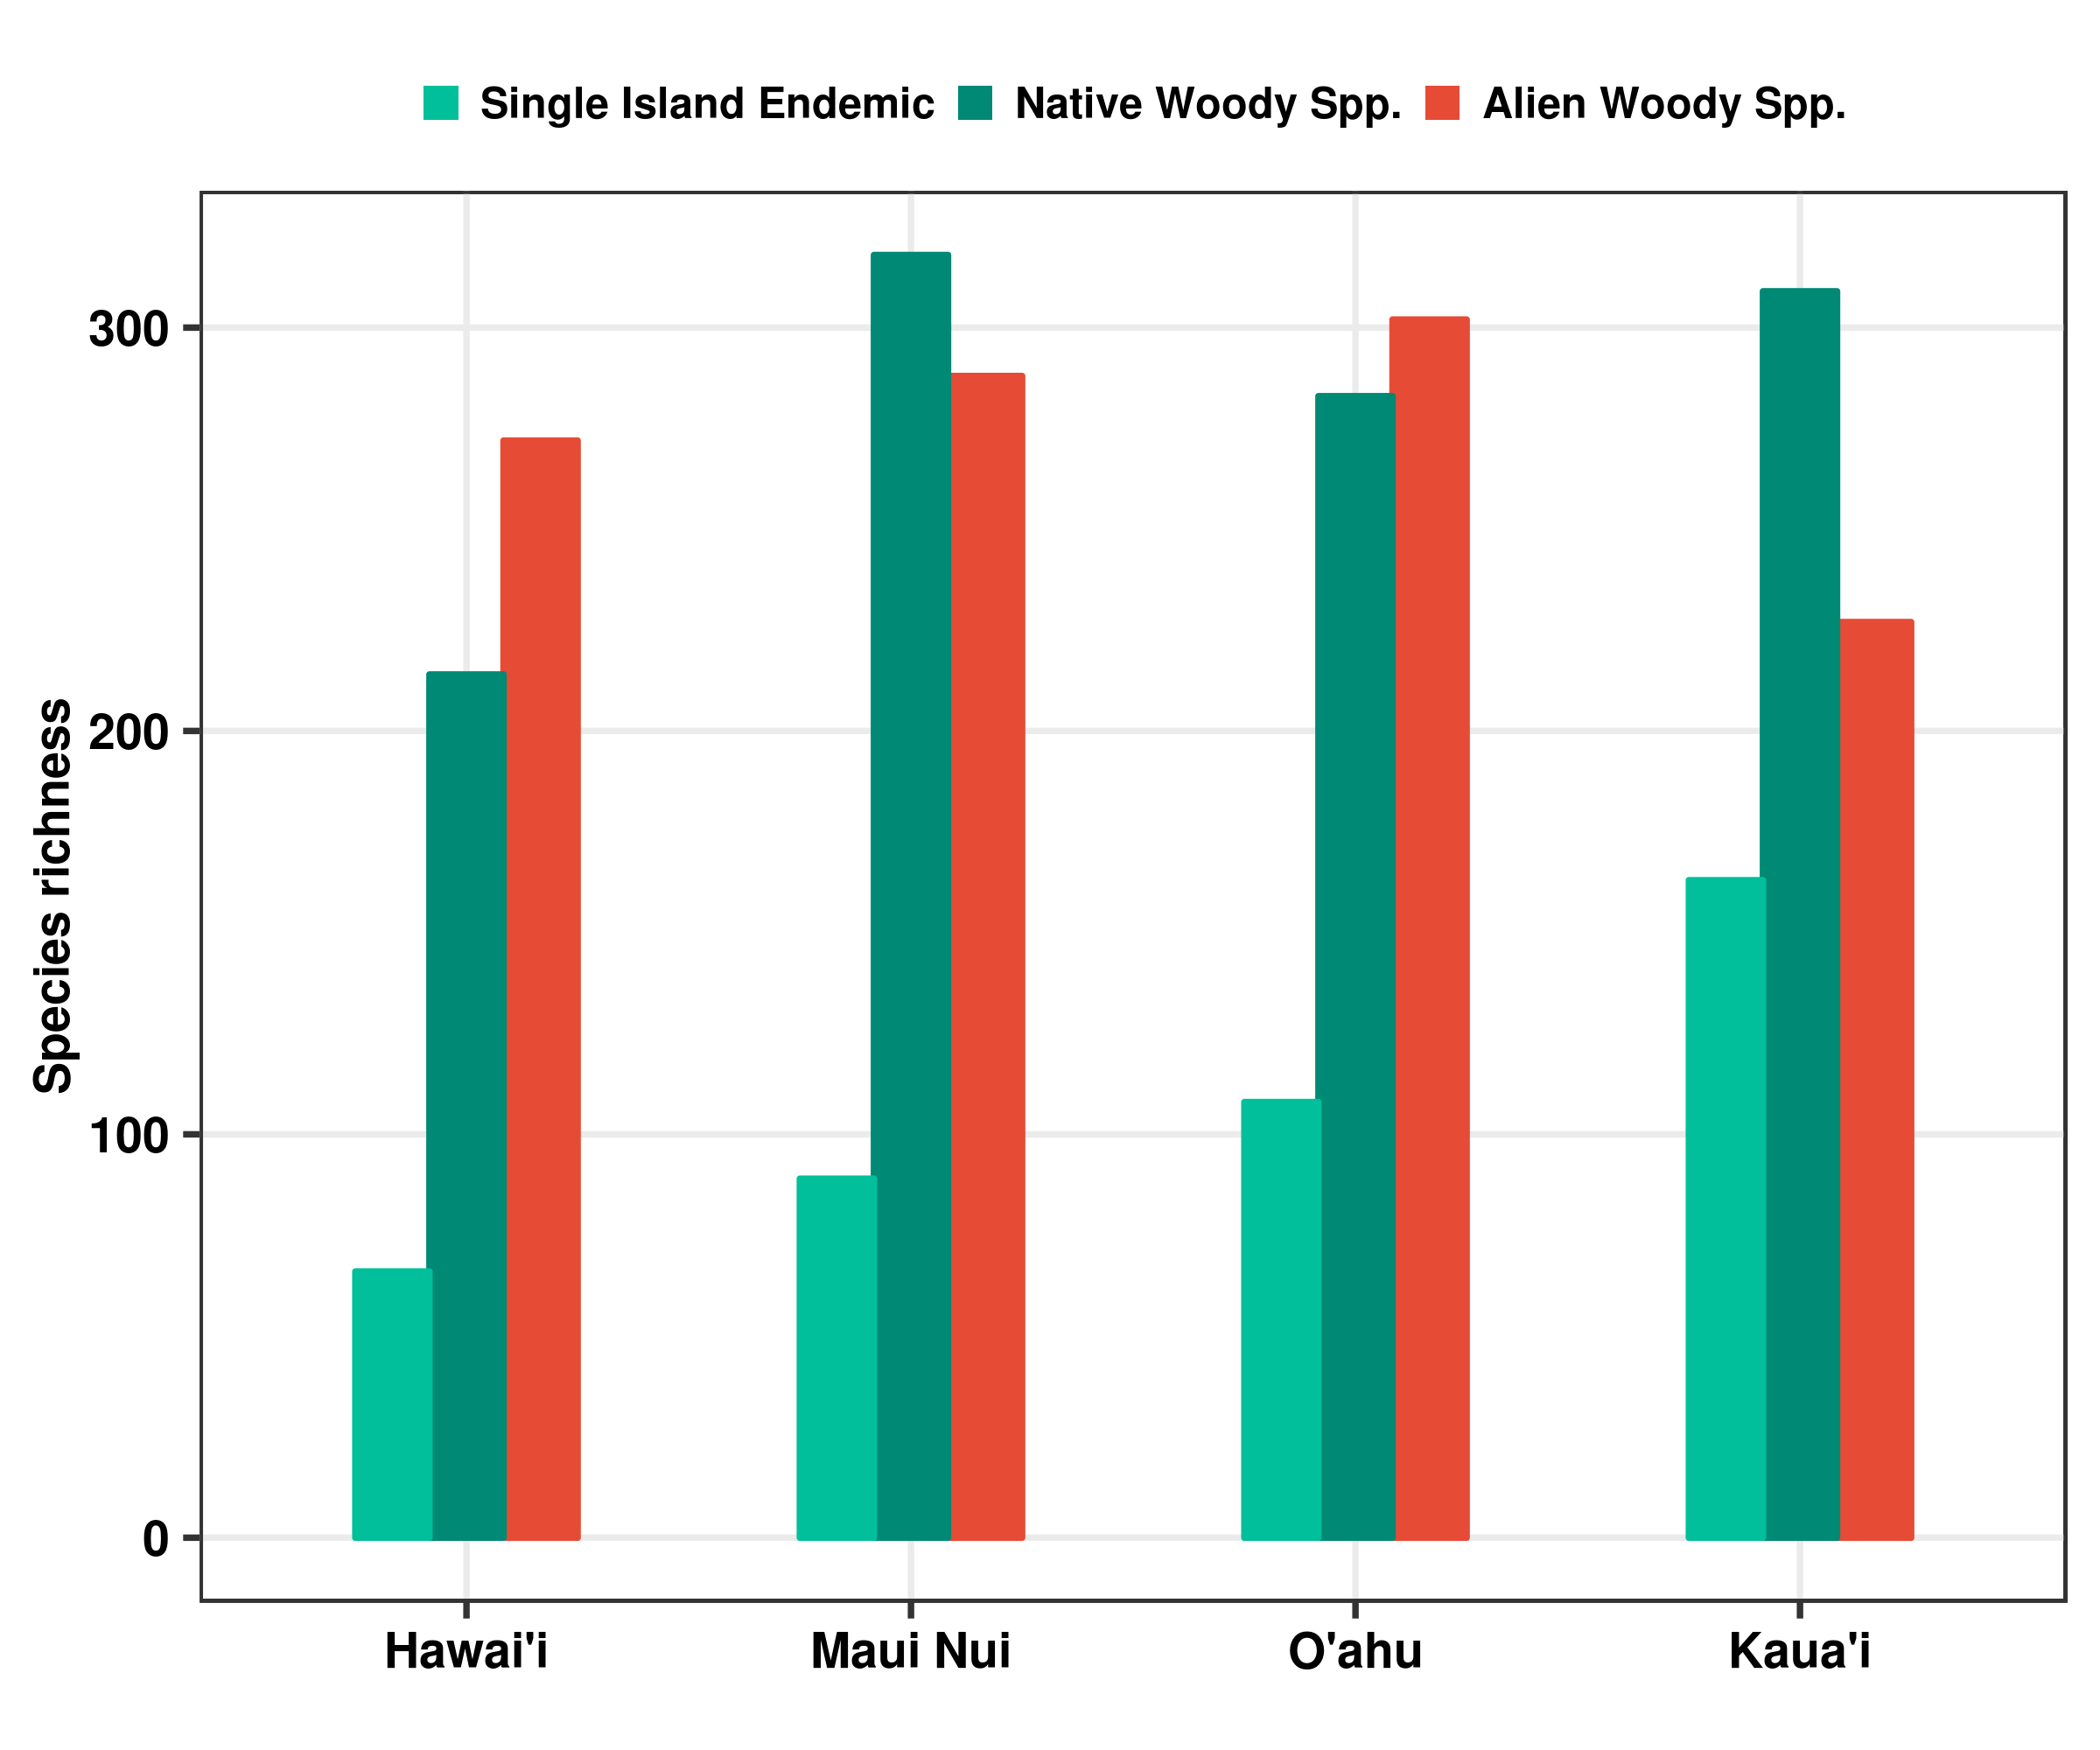 Single Island Endemic Native Woody Spp. Alien Woody Spp.
Species richness
300
200
100
0
Hawai'i Maui Nui O'ahu Kaua'i